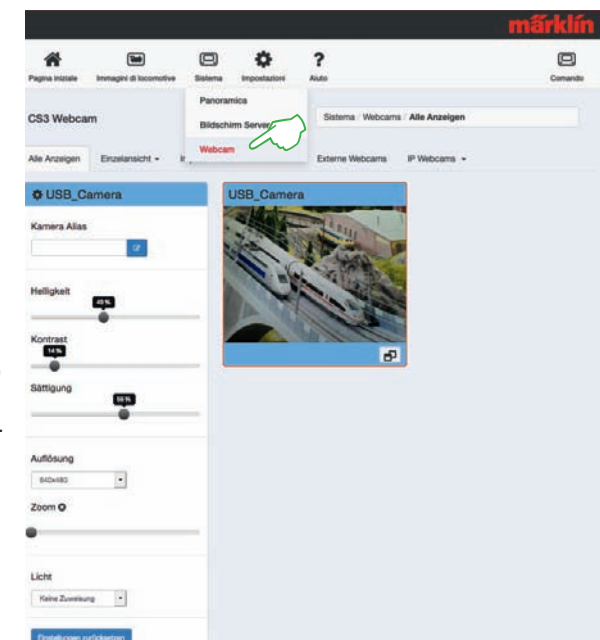 märklin
Pagina iniziale Immagini di locomotive Sistema Impostazioni Aiuto Comando
Panoramica
Bildschirm Server
Webcam
CS3 Webcam
Sistema / Webcams / Alle Anzeigen
Alle Anzeigen Einzelansicht Externe Webcams IP Webcams
USB_Camera
Kamera Alias
Helligkeit
49 %
Kontrast
14 %
Sättigung
Auflösung
640x480
Zoom
Licht
Keine Zuweisung
Einstellungen zurücksetzen
USB_Camera